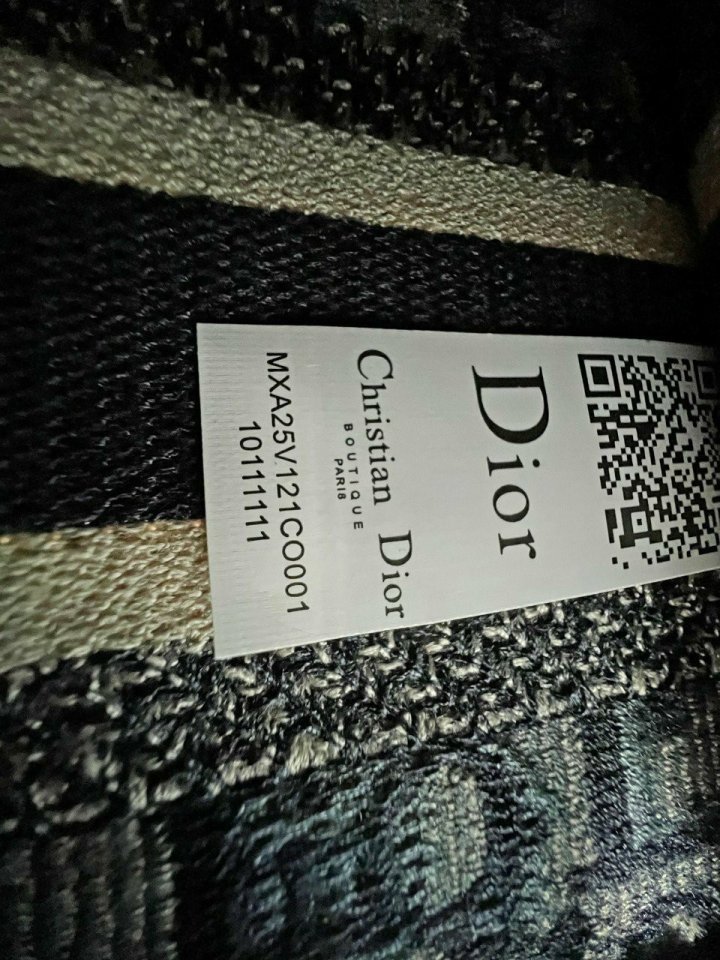 Dior
Christian Dior
BOUTIQUE
PARIS
MXA25V121CO001
10111111